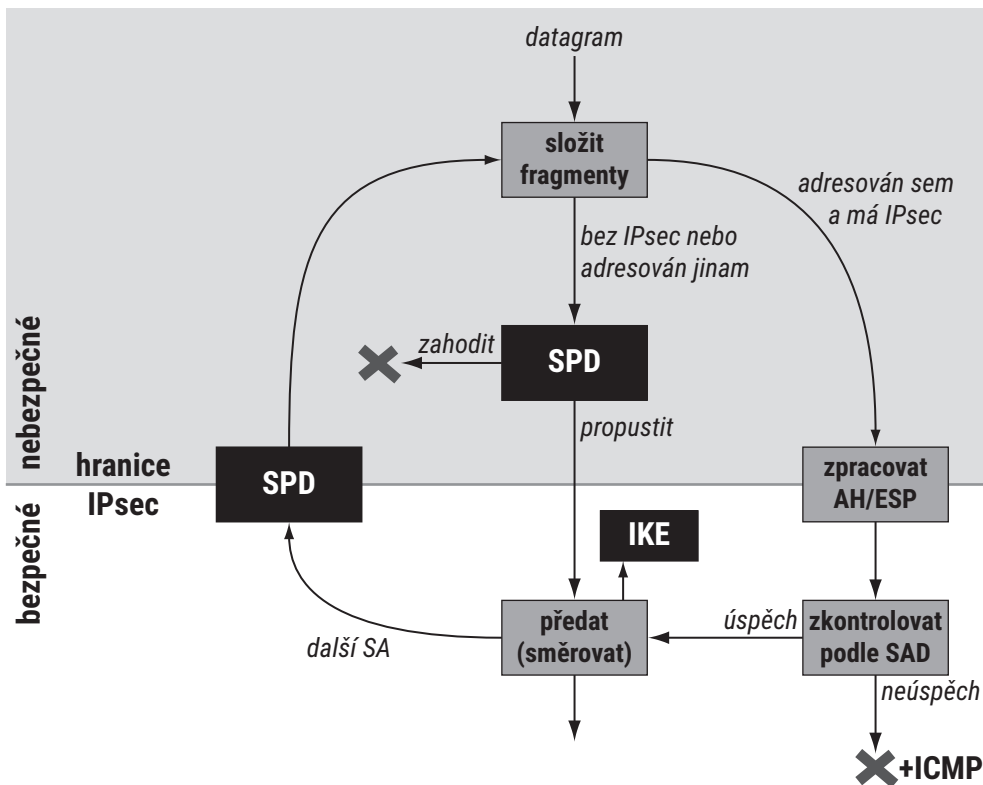 datagram
složit
fragmenty
adresován sem
a má IPsec
bez IPsec nebo
adresován jinam
zahodit
SPD
propustit
nebezpečné
hranice
IPsec
SPD
zpracovat
AH/ESP
bezpečné
IKE
předat
(směrovat)
úspěch
zkontrolovat
podle SAD
další SA
neúspěch
+ICMP